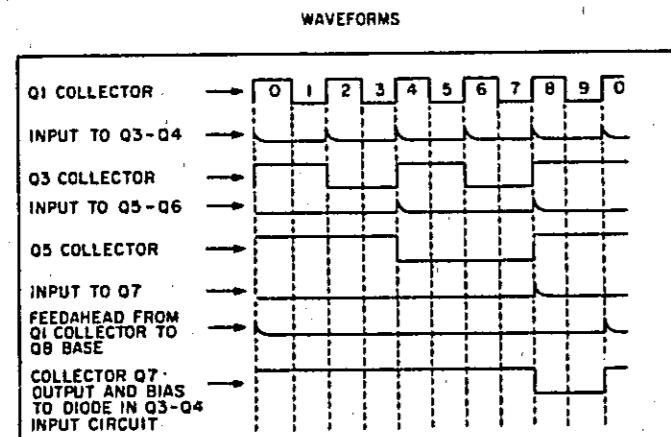 WAVEFORMS
Q1 COLLECTOR
0 1 2 3 4 5 6 7 8 9 0
INPUT TO Q3-Q4
Q3 COLLECTOR
INPUT TO Q5-Q6
Q5 COLLECTOR
INPUT TO Q7
FEEDAHEAD FROM
Q1 COLLECTOR TO
Q8 BASE
COLLECTOR Q7
OUTPUT AND BIAS
TO DIODE IN Q3-Q4
INPUT CIRCUIT